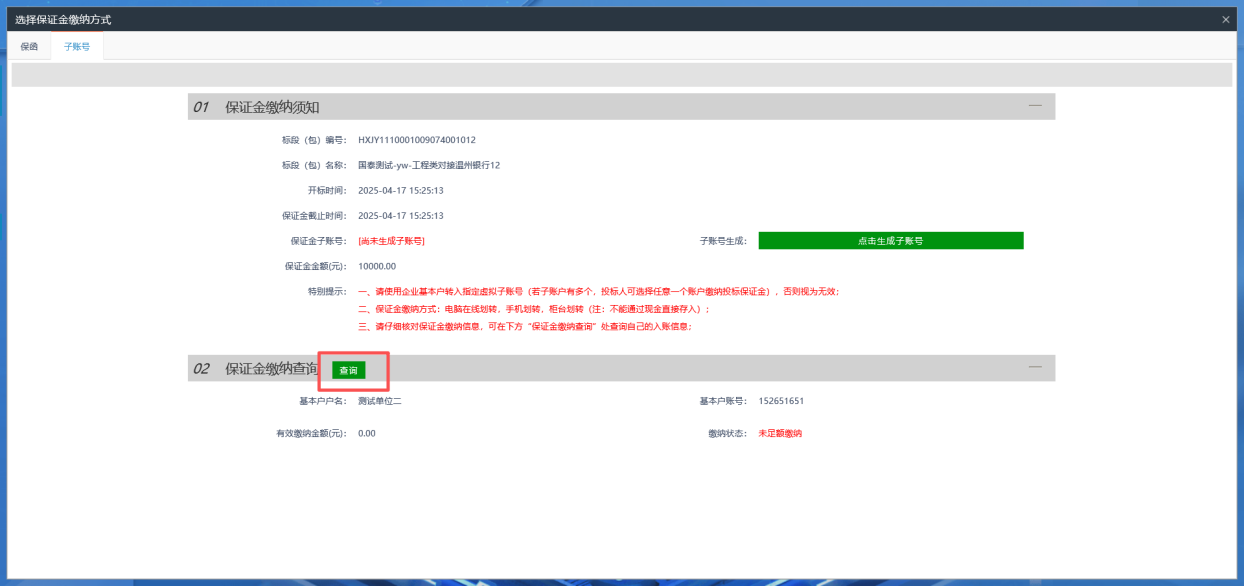 选择保证金缴纳方式
×
保函 子账号
01 保证金缴纳须知 —
标段（包）编号： HXJY1110001009074001012
标段（包）名称： 国泰测试-yw-工程类对接温州银行12
开标时间： 2025-04-17 15:25:13
保证金截止时间： 2025-04-17 15:25:13
保证金子账号： [尚未生成子账号] 子账号生成： 点击生成子账号
保证金金额(元)： 10000.00
特别提示： 一、请使用企业基本户转入指定虚拟子账号（若子账户有多个，投标人可选择任意一个账户缴纳投标保证金），否则视为无效；
二、保证金缴纳方式：电脑在线划转，手机划转，柜台划转（注：不能通过现金直接存入）；
三、请仔细核对保证金缴纳信息，可在下方“保证金缴纳查询”处查询自己的入账信息；
02 保证金缴纳查询 查询 —
基本户户名： 测试单位二 基本户账号： 152651651
有效缴纳金额(元)： 0.00 缴纳状态： 未足额缴纳